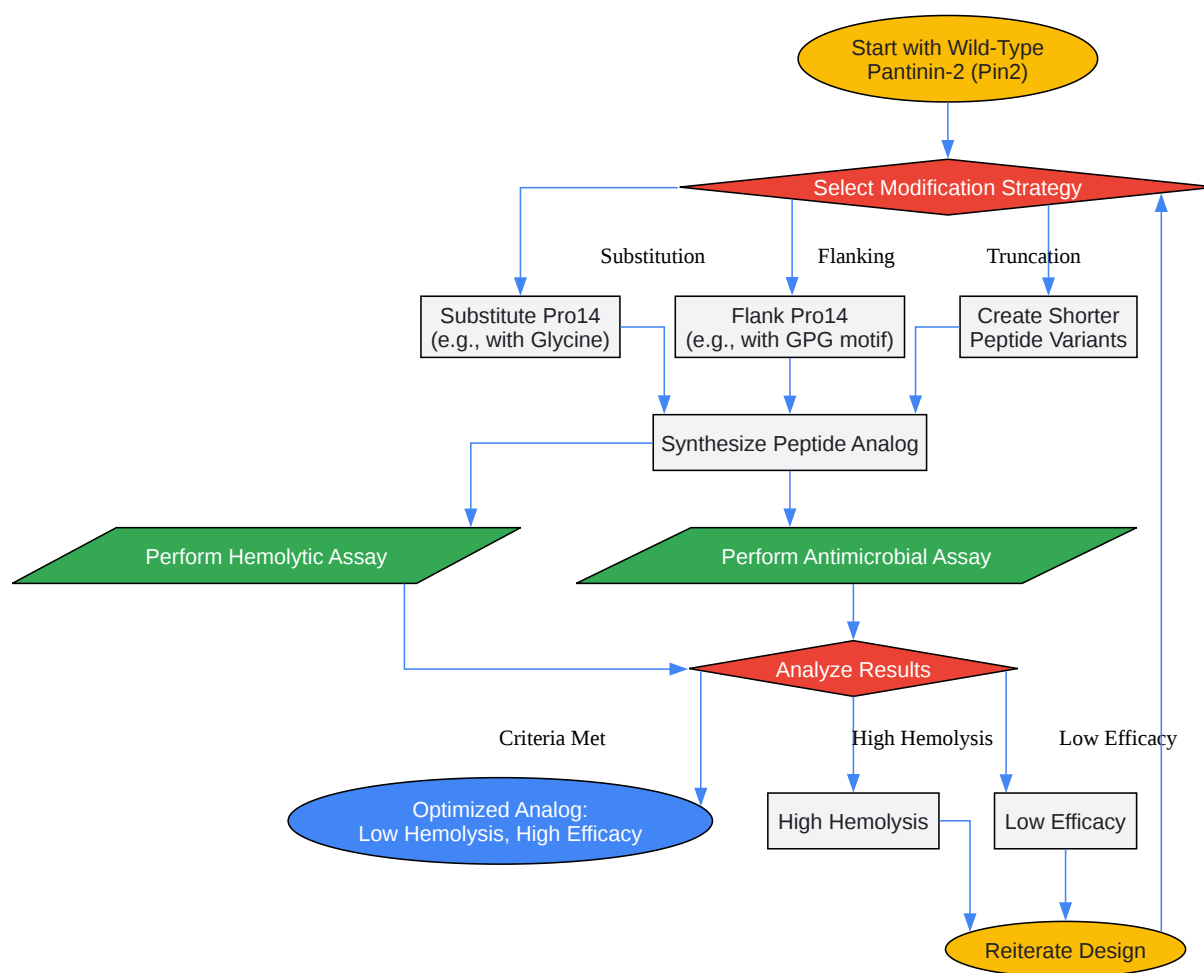 Start with Wild-Type
Pantinin-2 (Pin2)
Select Modification Strategy
Substitution
Flanking
Truncation
Substitute Pro14
(e.g., with Glycine)
Flank Pro14
(e.g., with GPG motif)
Create Shorter
Peptide Variants
Synthesize Peptide Analog
Perform Hemolytic Assay
Perform Antimicrobial Assay
Analyze Results
Criteria Met
High Hemolysis
Low Efficacy
Optimized Analog:
Low Hemolysis, High Efficacy
High Hemolysis
Low Efficacy
Reiterate Design